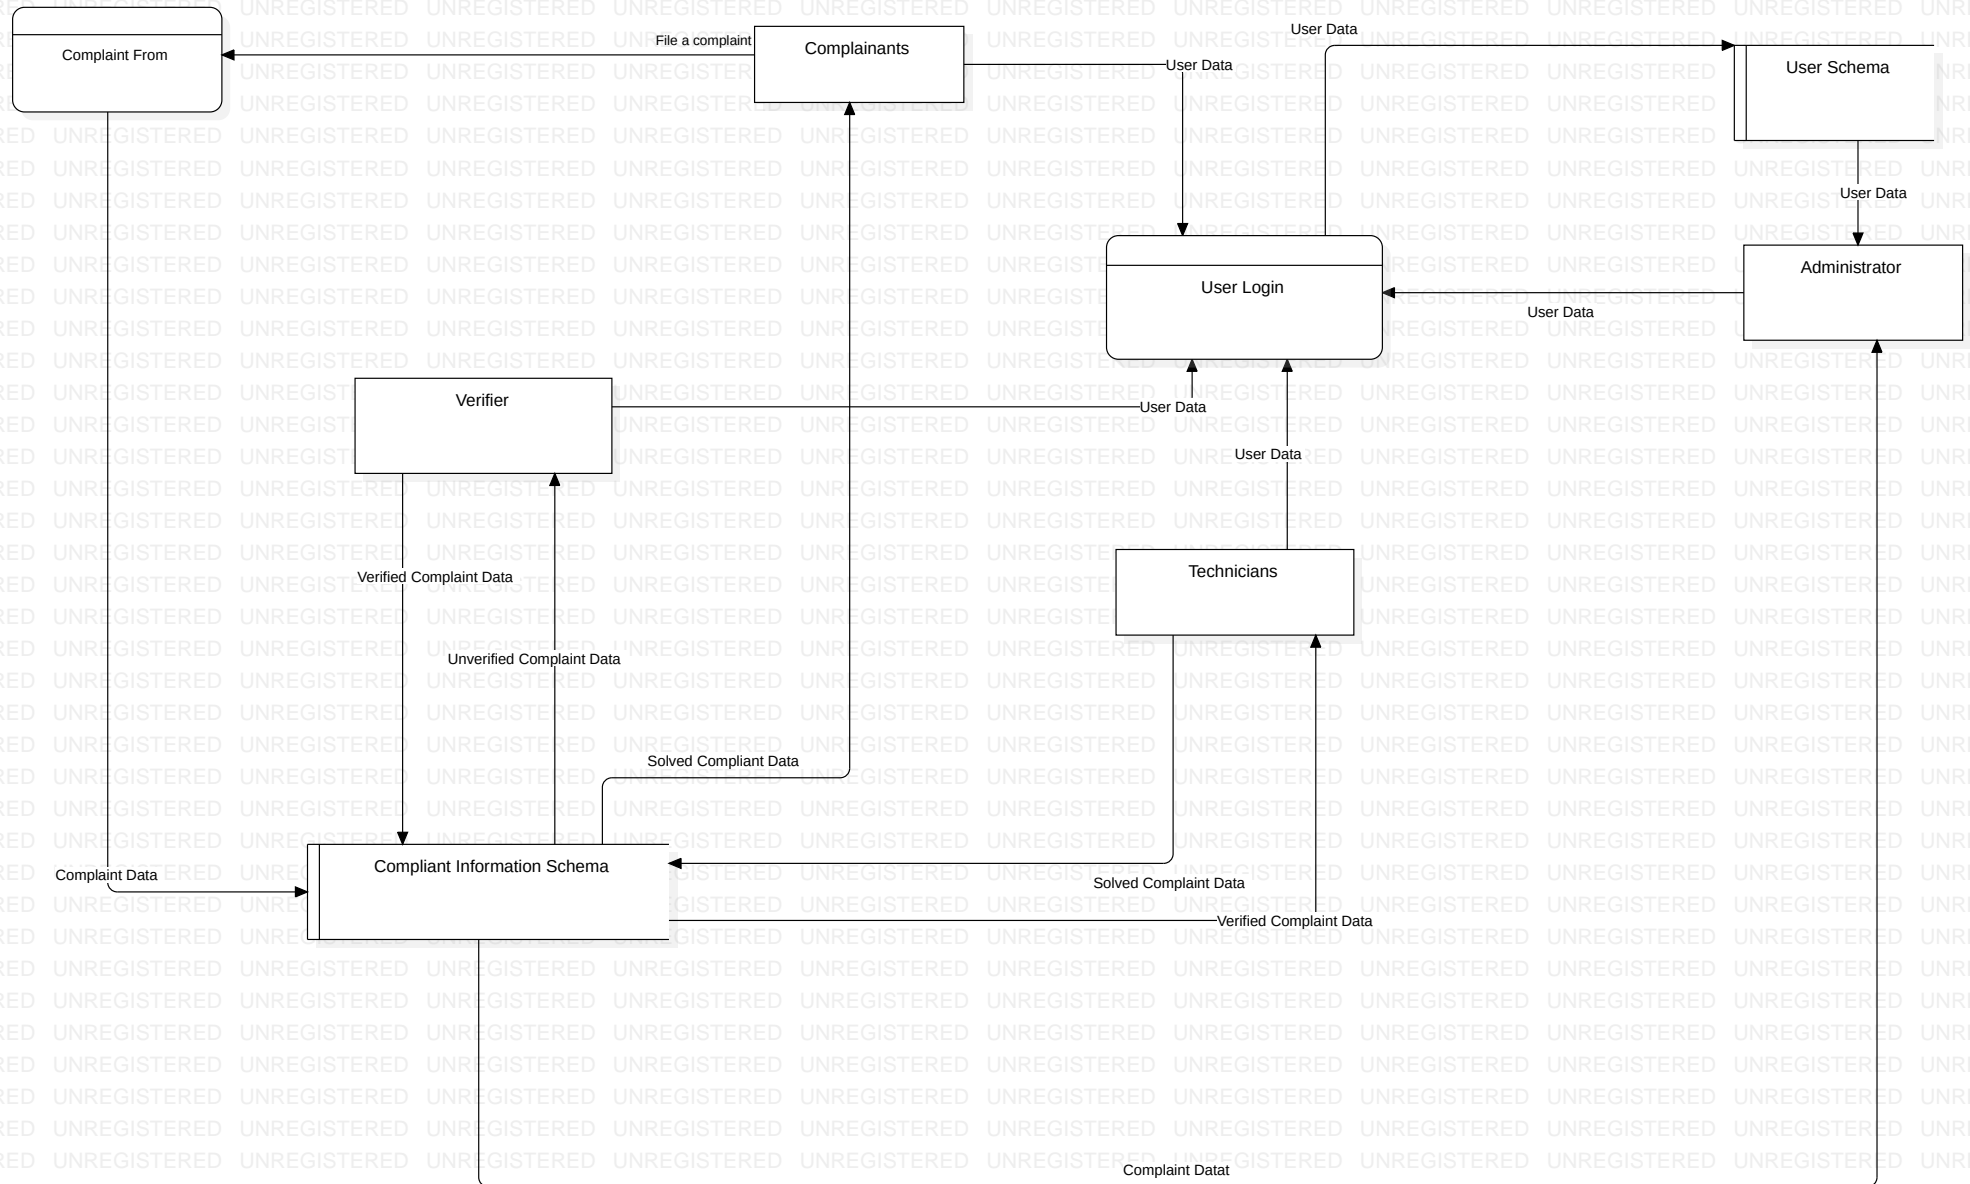 Complaint From
File a complaint
Complainants
User Data
User Data
User Schema
User Data
Administrator
User Login
User Data
Verifier
User Data
User Data
Technicians
Verified Complaint Data
Unverified Complaint Data
Solved Compliant Data
Compliant Information Schema
Complaint Data
Solved Complaint Data
Verified Complaint Data
Complaint Datat
UNREGISTERED